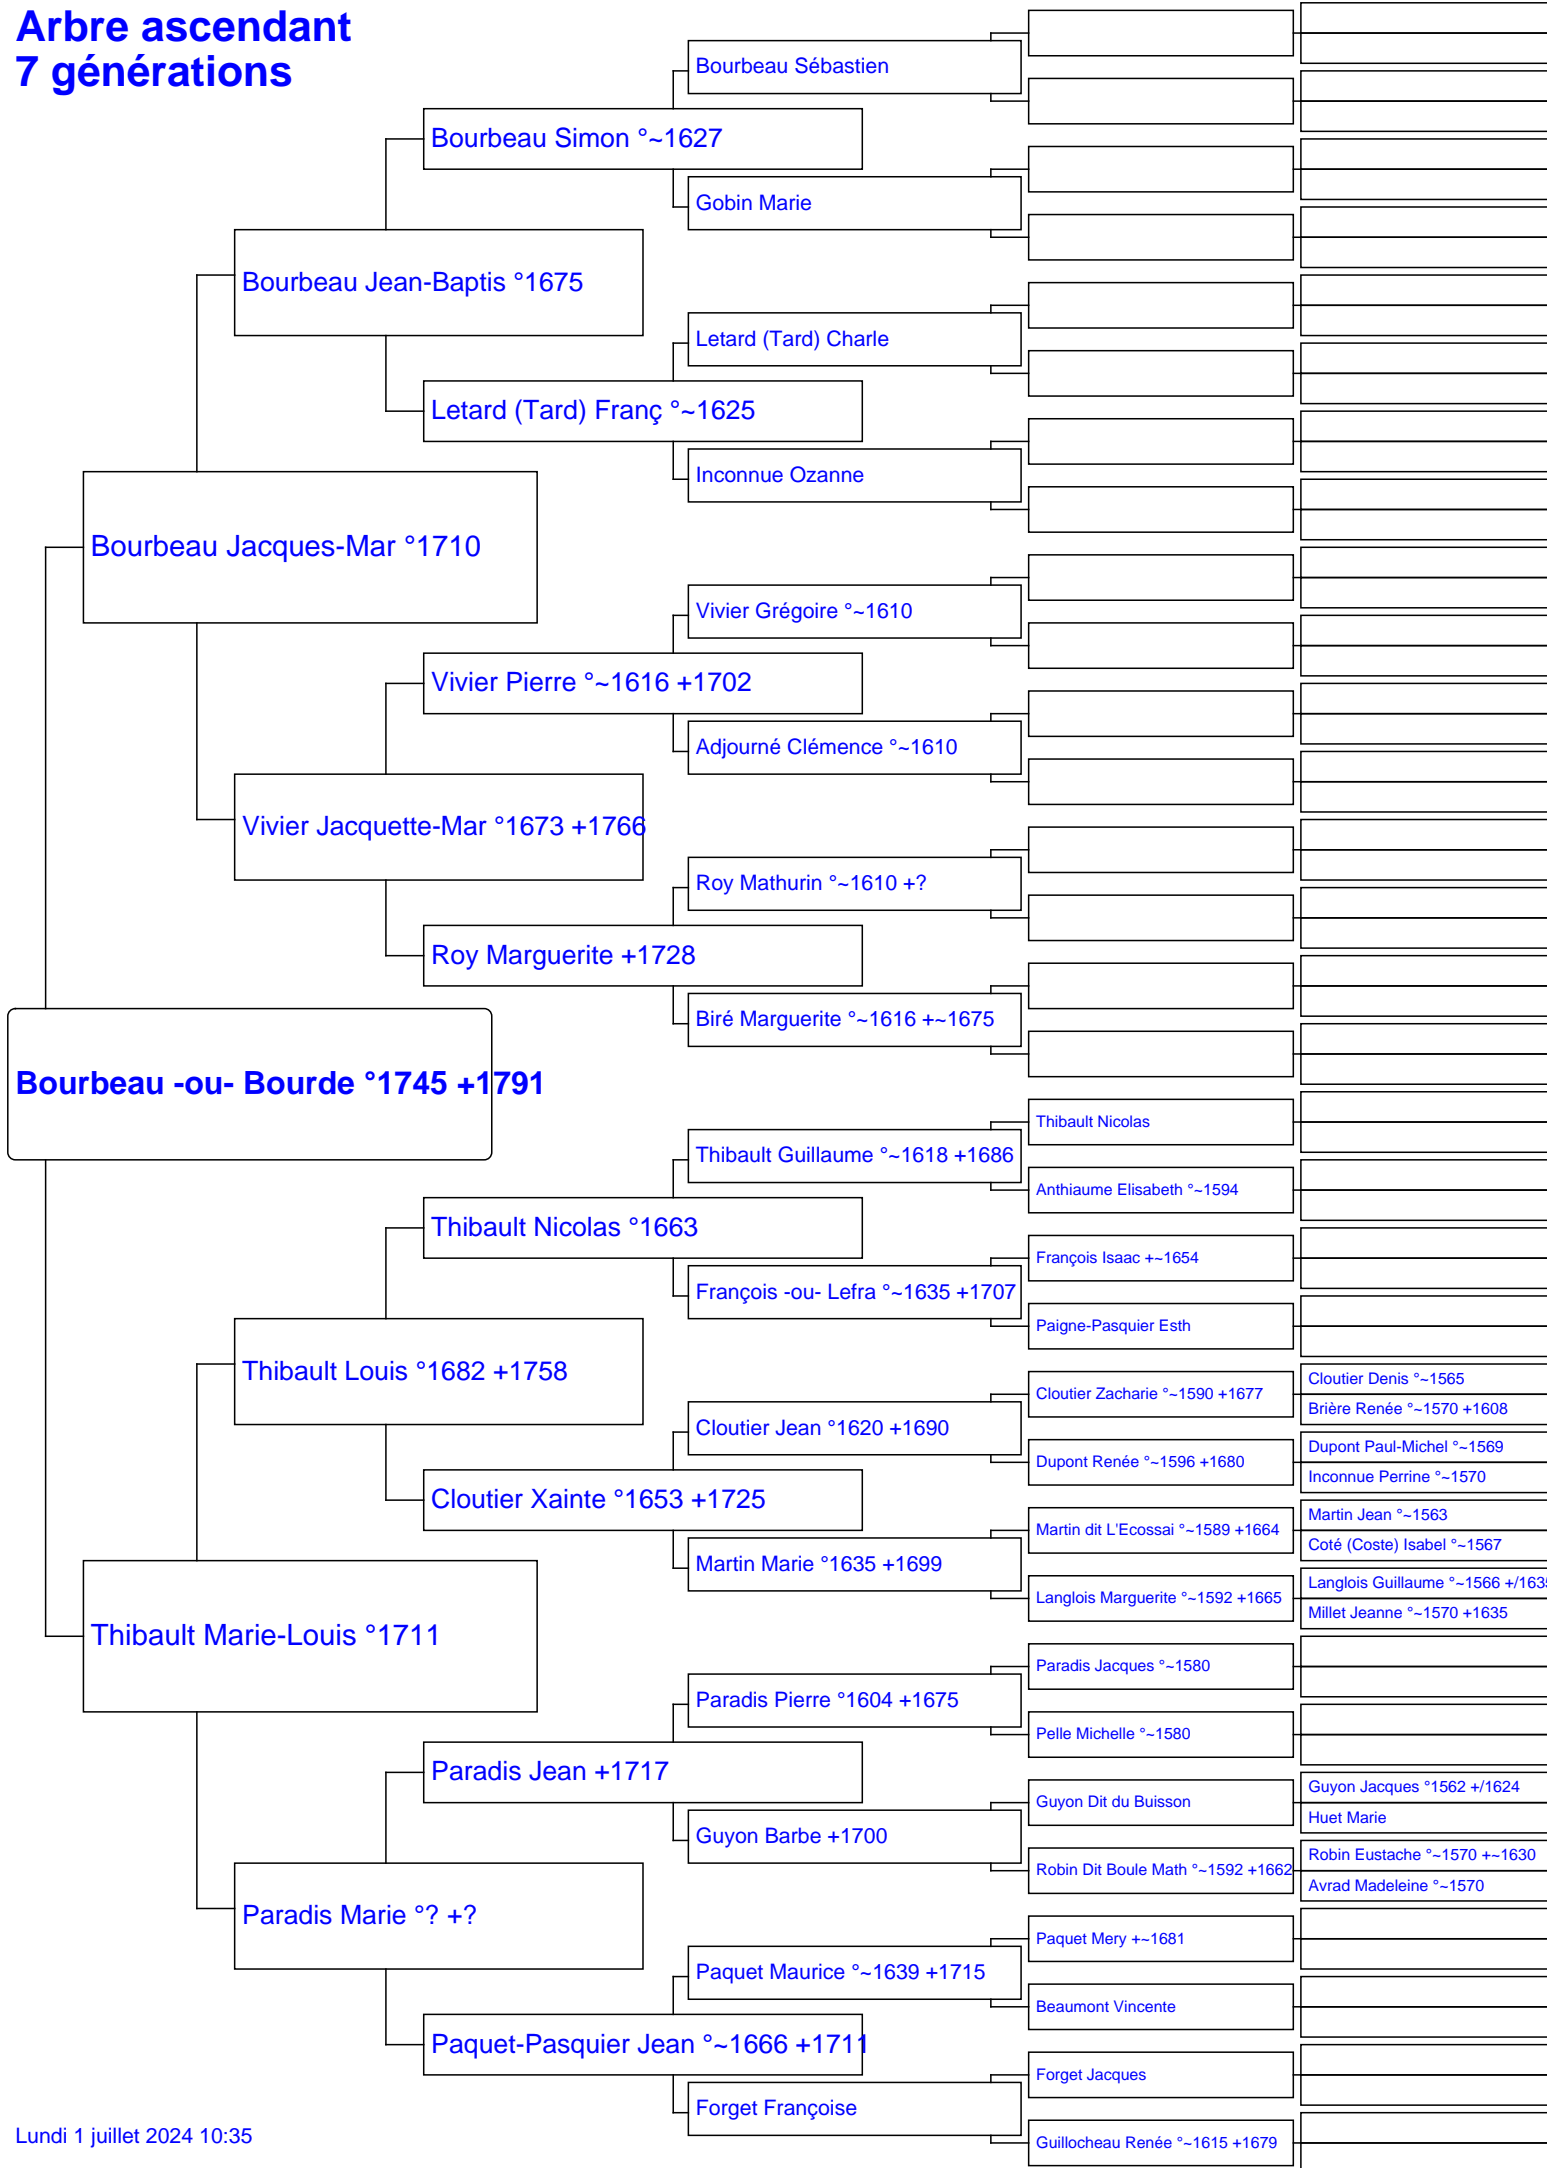 Arbre ascendant
7 générations
Bourbeau Sébastien
Bourbeau Simon °~1627
Gobin Marie
Bourbeau Jean-Baptis °1675
Letard (Tard) Charle
Letard (Tard) Franç °~1625
Inconnue Ozanne
Bourbeau Jacques-Mar °1710
Vivier Grégoire °~1610
Vivier Pierre °~1616 +1702
Adjourné Clémence °~1610
Vivier Jacquette-Mar °1673 +1766
Roy Mathurin °~1610 +?
Roy Marguerite +1728
Biré Marguerite °~1616 +~1675
Bourbeau -ou- Bourde °1745 +1791
Thibault Nicolas
Thibault Guillaume °~1618 +1686
Anthiaume Elisabeth °~1594
Thibault Nicolas °1663
François Isaac +~1654
François -ou- Lefra °~1635 +1707
Paigne-Pasquier Esth
Thibault Louis °1682 +1758
Cloutier Denis °~1565
Cloutier Zacharie °~1590 +1677
Brière Renée °~1570 +1608
Cloutier Jean °1620 +1690
Dupont Paul-Michel °~1569
Dupont Renée °~1596 +1680
Inconnue Perrine °~1570
Cloutier Xainte °1653 +1725
Martin Jean °~1563
Martin dit L'Ecossai °~1589 +1664
Coté (Coste) Isabel °~1567
Martin Marie °1635 +1699
Langlois Guillaume °~1566 +/1635
Langlois Marguerite °~1592 +1665
Millet Jeanne °~1570 +1635
Thibault Marie-Louis °1711
Paradis Jacques °~1580
Paradis Pierre °1604 +1675
Pelle Michelle °~1580
Paradis Jean +1717
Guyon Jacques °1562 +/1624
Guyon Dit du Buisson
Huet Marie
Guyon Barbe +1700
Robin Eustache °~1570 +~1630
Robin Dit Boule Math °~1592 +1662
Avrad Madeleine °~1570
Paradis Marie °? +?
Paquet Mery +~1681
Paquet Maurice °~1639 +1715
Beaumont Vincente
Paquet-Pasquier Jean °~1666 +1711
Forget Jacques
Forget Françoise
Guillocheau Renée °~1615 +1679
Lundi 1 juillet 2024 10:35